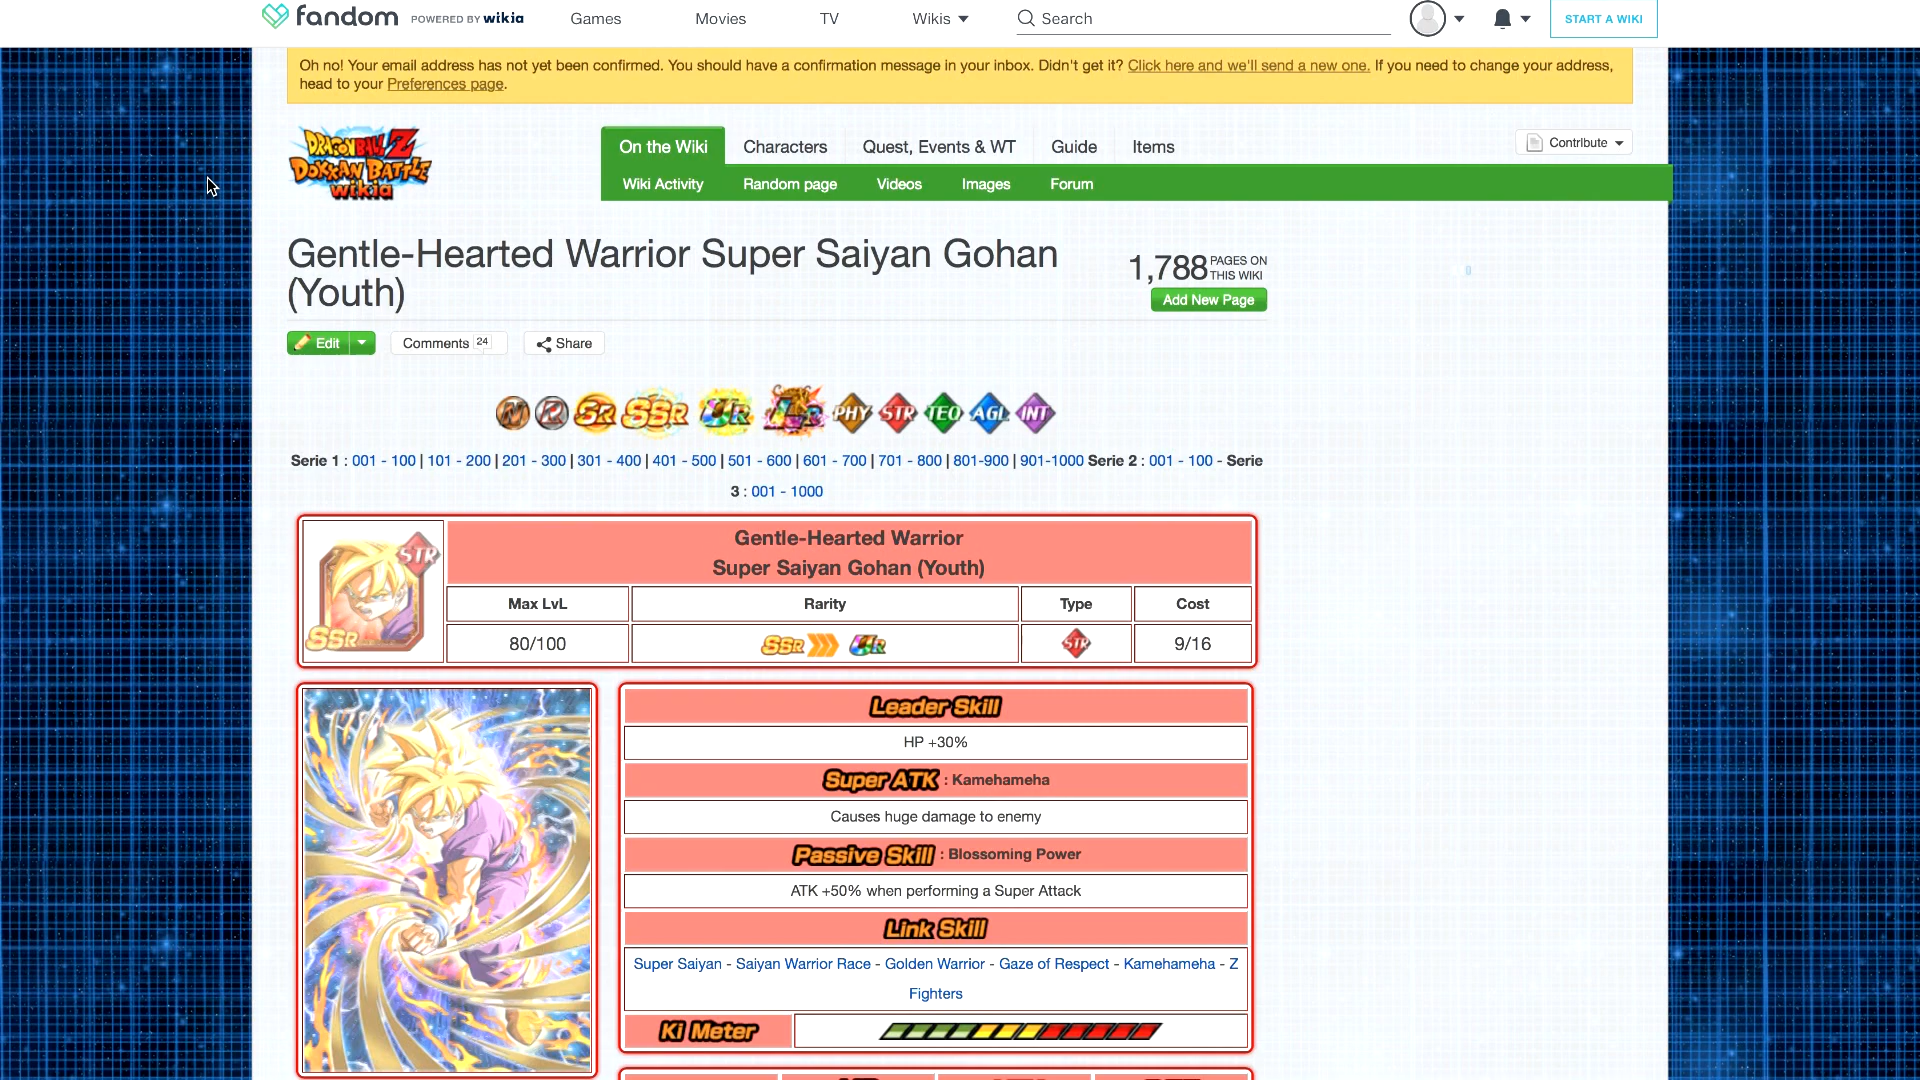 fandom POWERED BY wikia Games Movies TV Wikis Search START A WIKI
Oh no! Your email address has not yet been confirmed. You should have a confirmation message in your inbox. Didn't get it? Click here and we'll send a new one. If you need to change your address,
head to your Preferences page.
DRAGON BALL Z
DOKKAN BATTLE
wikia
On the Wiki Characters Quest, Events & WT Guide Items
Contribute
Wiki Activity Random page Videos Images Forum
Gentle-Hearted Warrior Super Saiyan Gohan
(Youth)
1,788 PAGES ON
THIS WIKI
Add New Page
Edit Comments 24 Share
N R SR SSR UR LR PHY STR TEQ AGL INT
Serie 1 : 001 - 100 | 101 - 200 | 201 - 300 | 301 - 400 | 401 - 500 | 501 - 600 | 601 - 700 | 701 - 800 | 801-900 | 901-1000 Serie 2 : 001 - 100 - Serie
3 : 001 - 1000
STR
SSR
Gentle-Hearted Warrior
Super Saiyan Gohan (Youth)
Max LvL Rarity Type Cost
80/100 SSR UR STR 9/16
Leader Skill
HP +30%
Super ATK : Kamehameha
Causes huge damage to enemy
Passive Skill : Blossoming Power
ATK +50% when performing a Super Attack
Link Skill
Super Saiyan - Saiyan Warrior Race - Golden Warrior - Gaze of Respect - Kamehameha - Z
Fighters
Ki Meter